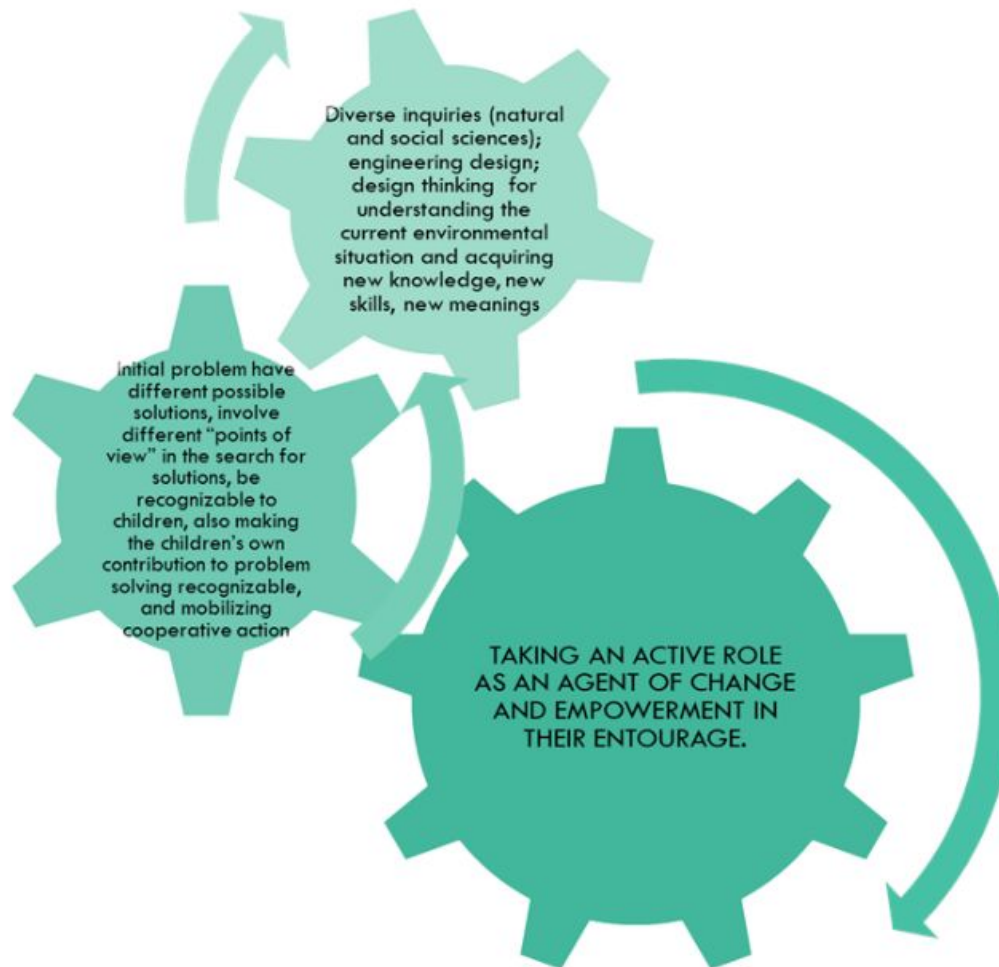 Diverse inquiries (natural
and social sciences);
engineering design;
design thinking for
understanding the
current environmental
situation and acquiring
new knowledge, new
skills, new meanings
Initial problem have
different possible
solutions, involve
different "points of
view" in the search for
solutions, be
recognizable to
children, also making
the children's own
contribution to problem
solving recognizable,
and mobilizing
cooperative action
TAKING AN ACTIVE ROLE
AS AN AGENT OF CHANGE
AND EMPOWERMENT IN
THEIR ENTOURAGE.